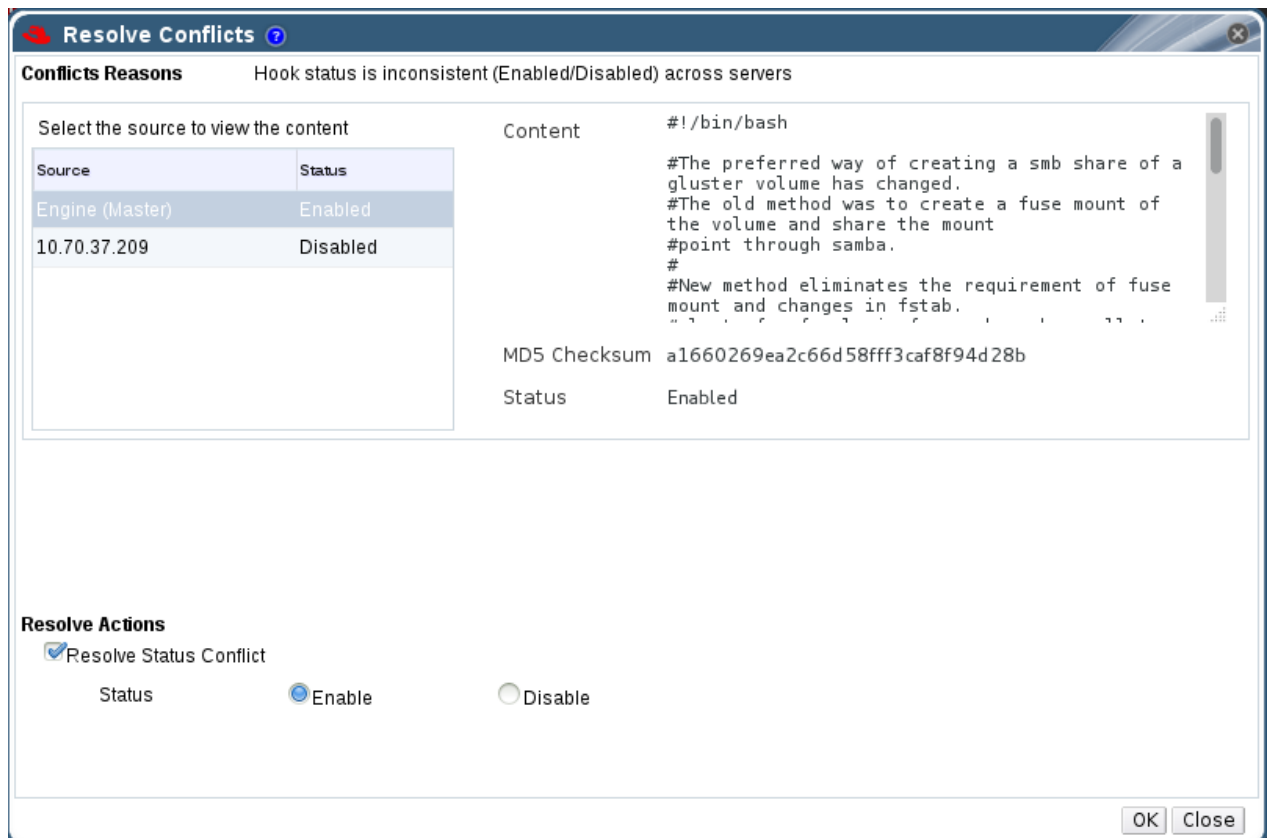 Resolve Conflicts ?
Conflicts Reasons Hook status is inconsistent (Enabled/Disabled) across servers
Select the source to view the content
Source Status
Engine (Master) Enabled
10.70.37.209 Disabled
Content
#!/bin/bash
#The preferred way of creating a smb share of a
gluster volume has changed.
#The old method was to create a fuse mount of
the volume and share the mount
#point through samba.
#
#New method eliminates the requirement of fuse
mount and changes in fstab.
MD5 Checksum a1660269ea2c66d58fff3caf8f94d28b
Status Enabled
Resolve Actions
Resolve Status Conflict
Status Enable Disable
OK Close